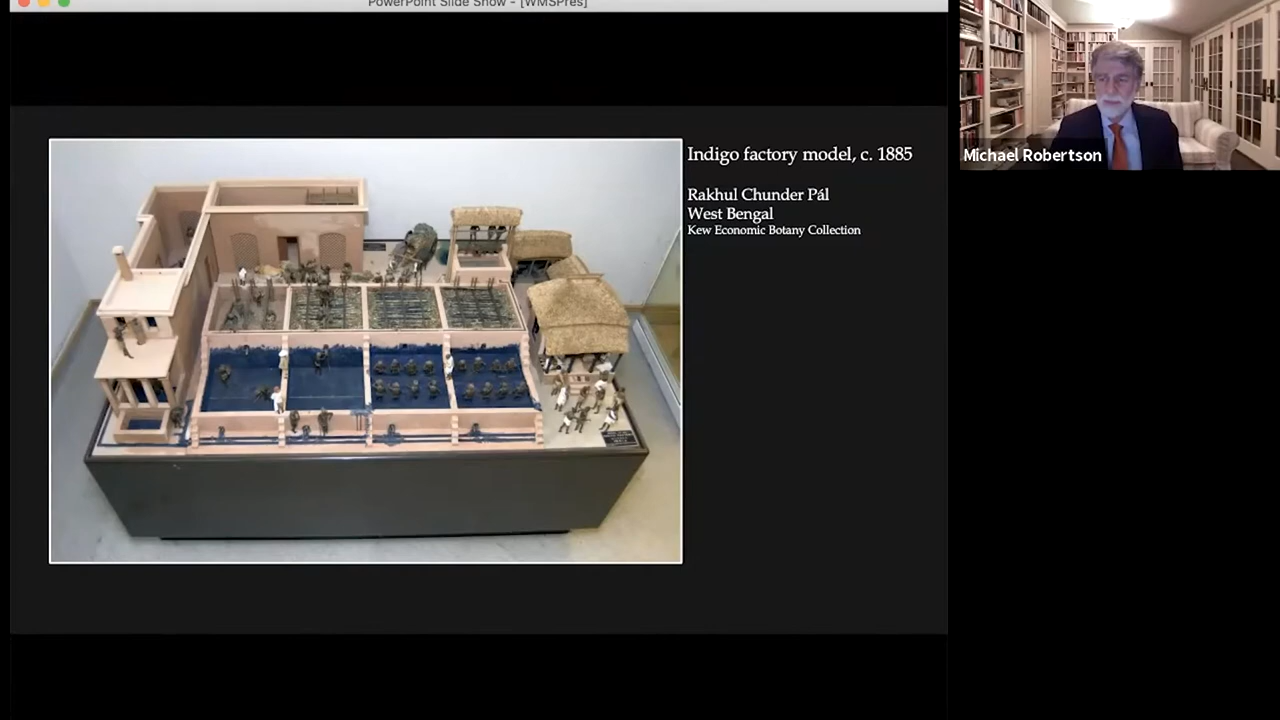 PowerPoint Slide Show - [WMSPres]
Indigo factory model, c. 1885
Rakhul Chunder Pál
West Bengal
Kew Economic Botany Collection
Michael Robertson